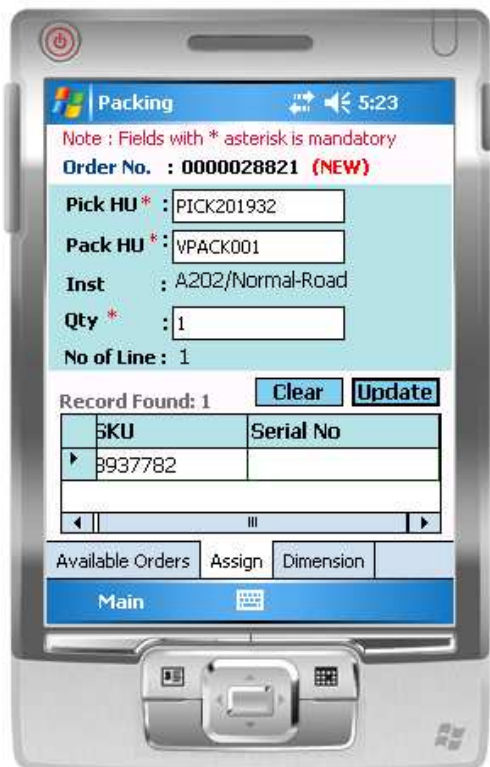 Packing 5:23
Note : Fields with * asterisk is mandatory
Order No. : 0000028821 (NEW)
Pick HU * : PICK201932
Pack HU * : VPACK001
Inst : A202/Normal-Road
Qty * : 1
No of Line : 1
Record Found: 1 Clear Update
SKU Serial No
8937782
Available Orders Assign Dimension
Main